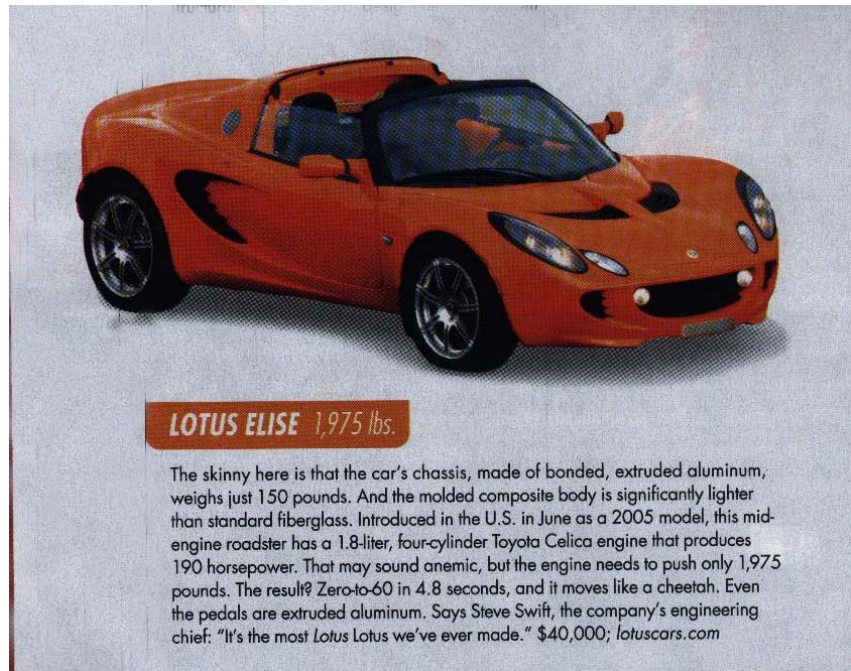 LOTUS ELISE 1,975 lbs.
The skinny here is that the car's chassis, made of bonded, extruded aluminum,
weighs just 150 pounds. And the molded composite body is significantly lighter
than standard fiberglass. Introduced in the U.S. in June as a 2005 model, this mid-
engine roadster has a 1.8-liter, four-cylinder Toyota Celica engine that produces
190 horsepower. That may sound anemic, but the engine needs to push only 1,975
pounds. The result? Zero-to-60 in 4.8 seconds, and it moves like a cheetah. Even
the pedals are extruded aluminum. Says Steve Swift, the company's engineering
chief: "It's the most Lotus Lotus we've ever made." $40,000; lotuscars.com